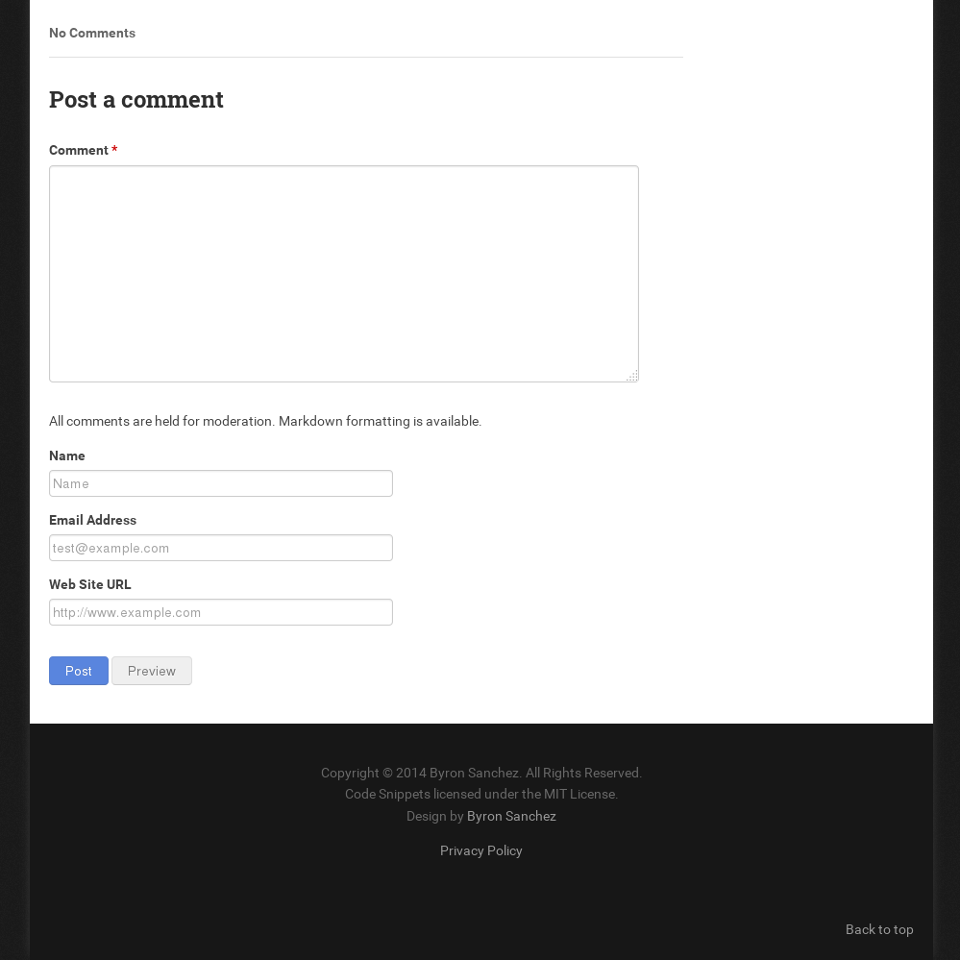 No Comments
Post a comment
Comment *
All comments are held for moderation. Markdown formatting is available.
Name
Name
Email Address
test@example.com
Web Site URL
http://www.example.com
Post Preview
Copyright © 2014 Byron Sanchez. All Rights Reserved.
Code Snippets licensed under the MIT License.
Design by Byron Sanchez
Privacy Policy
Back to top